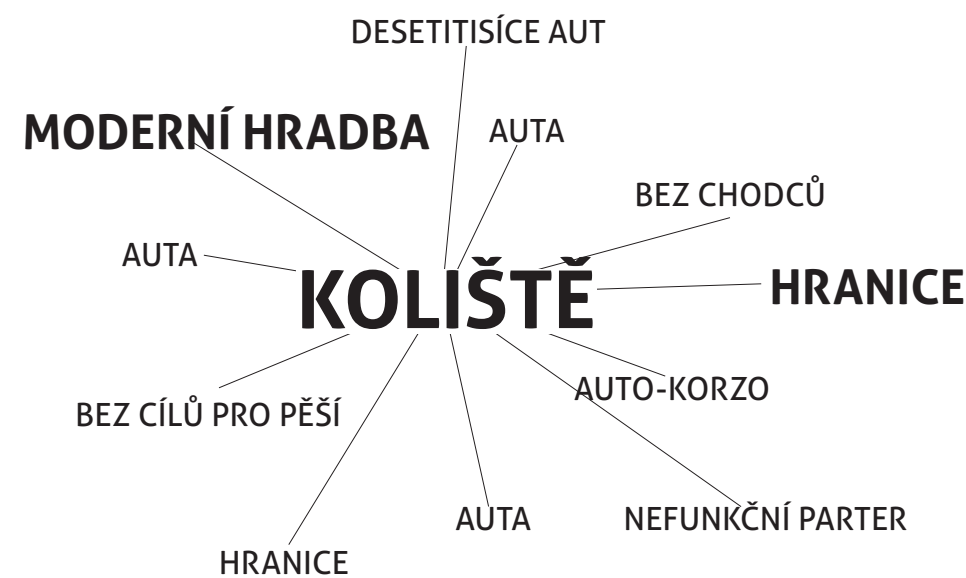 DESETITISÍCE AUT
MODERNÍ HRADBA
AUTA
BEZ CHODCŮ
AUTA
KOLIŠTĚ
HRANICE
AUTO-KORZO
BEZ CÍLŮ PRO PĚŠÍ
AUTA
NEFUNKČNÍ PARTER
HRANICE